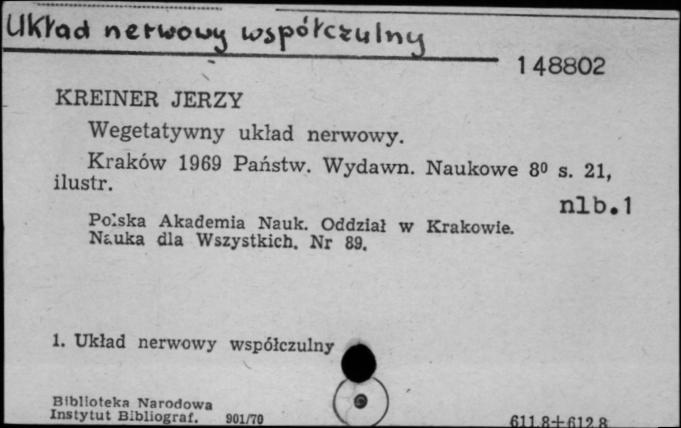 Układ nerwowy współczulny
148802
KREINER JERZY
Wegetatywny układ nerwowy.
Kraków 1969 Państw. Wydawn. Naukowe 8⁰ s. 21,
ilustr.
nlb.1
Polska Akademia Nauk. Oddział w Krakowie.
Nauka dla Wszystkich. Nr 89.
1. Układ nerwowy współczulny
Biblioteka Narodowa
Instytut Bibliograf. 901/70
611.8+612.8